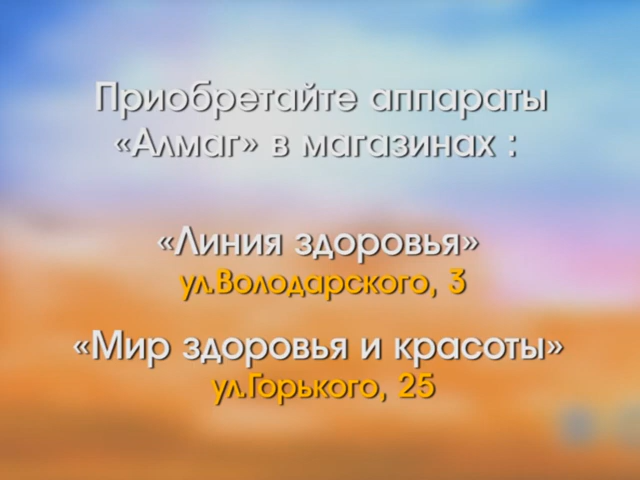 Приобретайте аппараты
«Алмаг» в магазинах :
«Линия здоровья»
ул.Володарского, 3
«Мир здоровья и красоты»
ул.Горького, 25